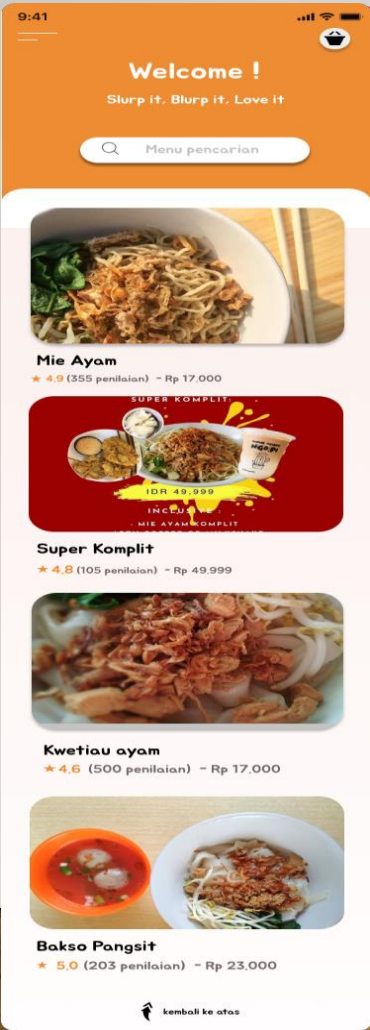 9:41
Welcome !
Slurp it, Blurp it, Love it
Menu pencarian
Mie Ayam
★ 4,9 (355 penilaian) - Rp 17,000
SUPER KOMPLIT:
IDR 49,999
INCLUSIVE :
- MIE AYAM KOMPLIT
Super Komplit
★ 4,8 (105 penilaian) - Rp 49,999
Kwetiau ayam
★ 4,6 (500 penilaian) - Rp 17,000
Bakso Pangsit
★ 5,0 (203 penilaian) - Rp 23,000
kembali ke atas